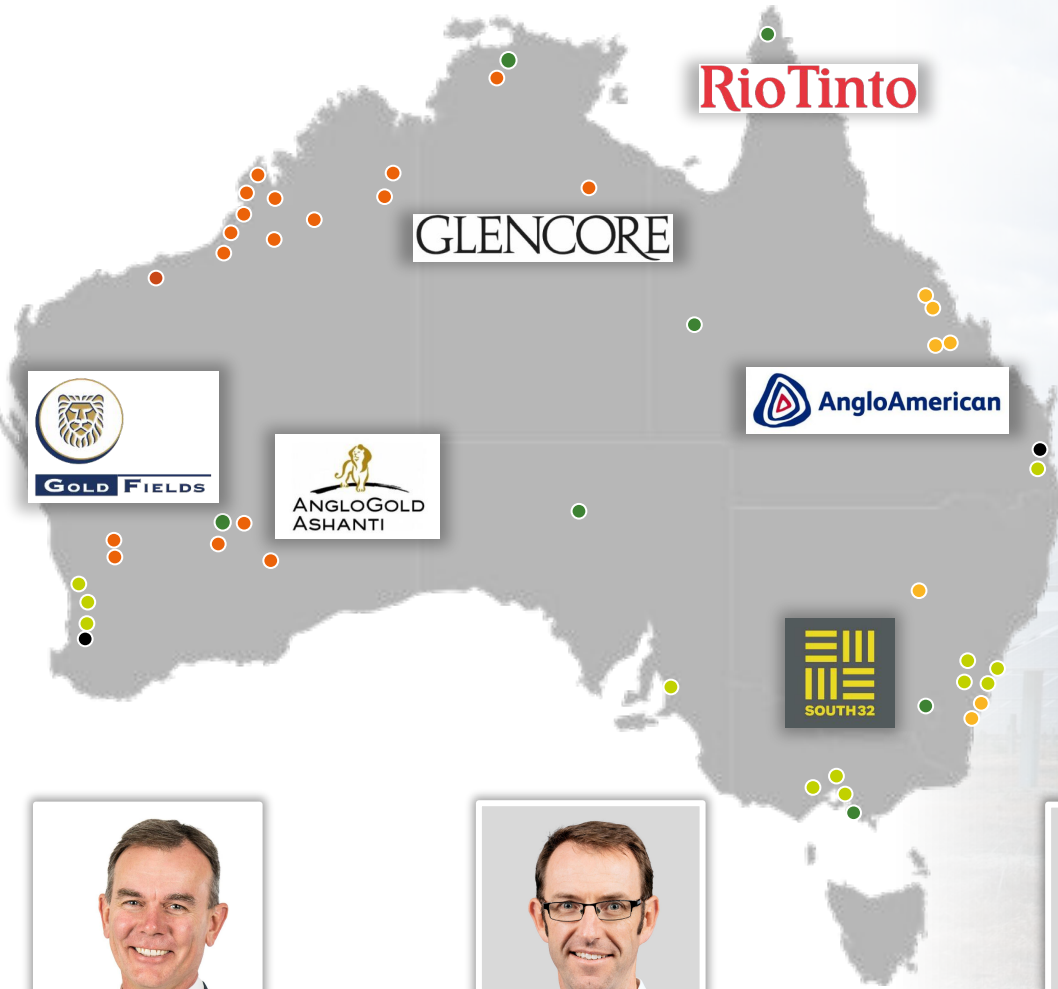 RioTinto
GLENCORE
AngloAmerican
GOLD FIELDS
ANGLOGOLD
ASHANTI
SOUTH32